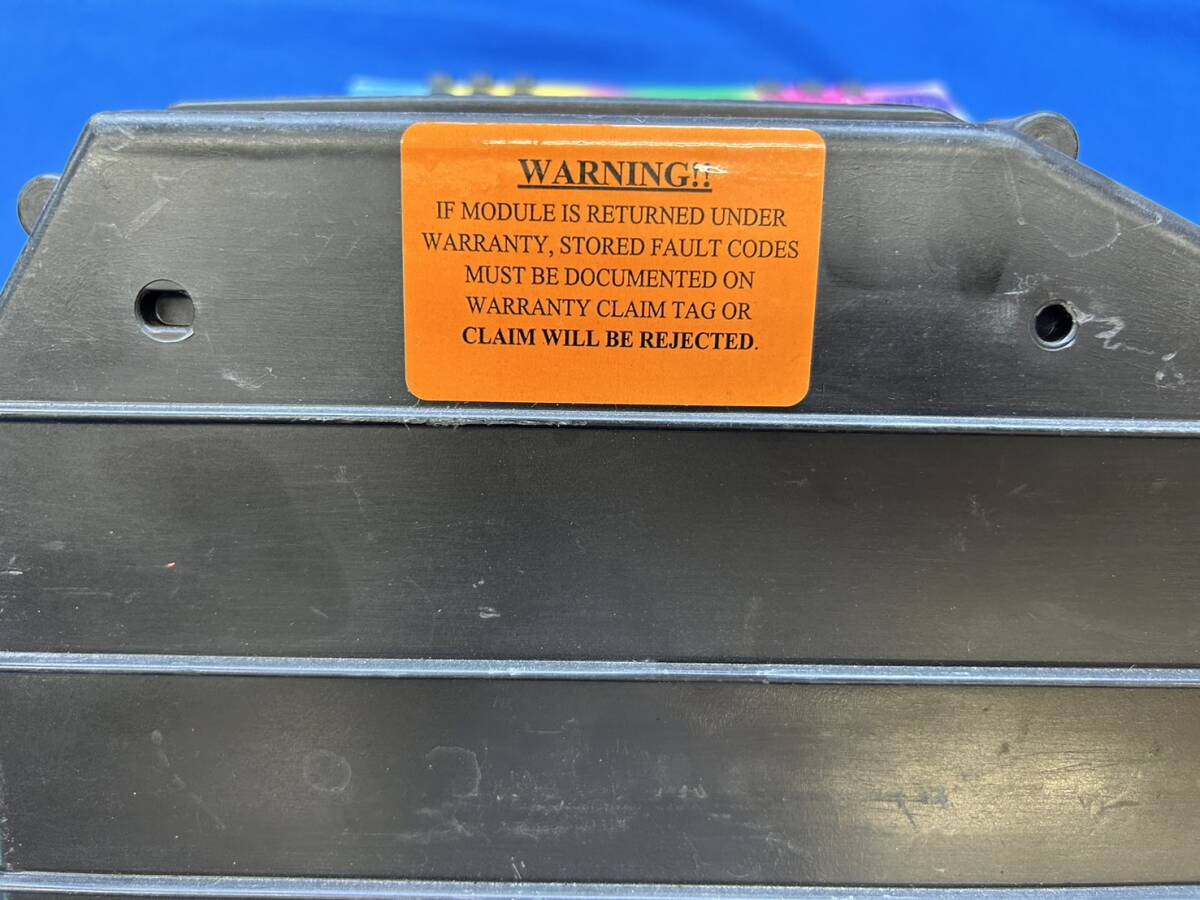 WARNING!!
IF MODULE IS RETURNED UNDER
WARRANTY, STORED FAULT CODES
MUST BE DOCUMENTED ON
WARRANTY CLAIM TAG OR
CLAIM WILL BE REJECTED.